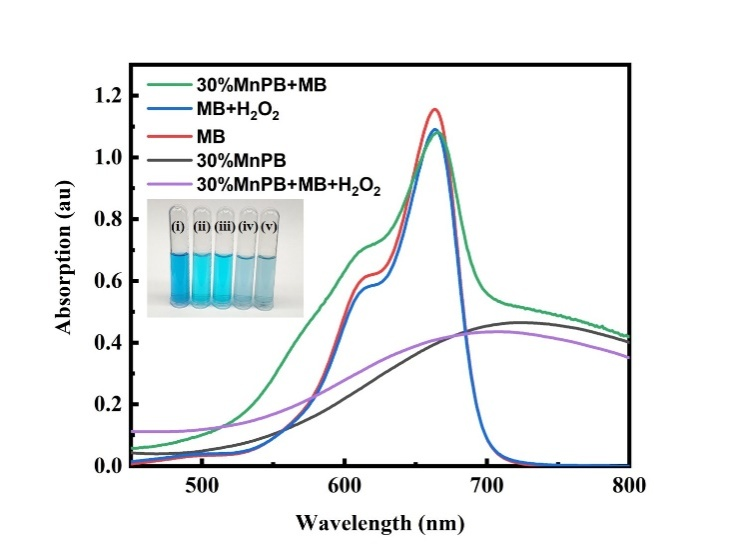 30%MnPB+MB
MB+H₂O₂
MB
30%MnPB
30%MnPB+MB+H₂O₂
(i) (ii) (iii) (iv) (v)
Absorption (au)
1.2
1.0
0.8
0.6
0.4
0.2
0.0
500 600 700 800
Wavelength (nm)